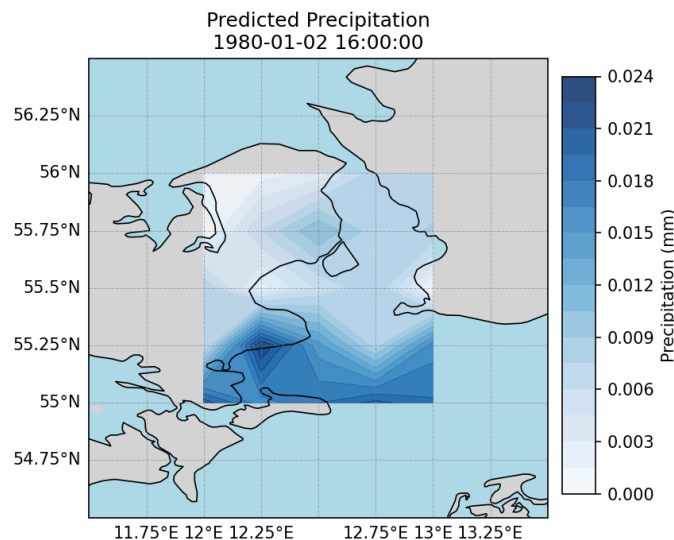 Predicted Precipitation
1980-01-02 16:00:00
56.25°N
56°N
55.75°N
55.5°N
55.25°N
55°N
54.75°N
11.75°E 12°E 12.25°E 12.75°E 13°E 13.25°E
0.024
0.021
0.018
0.015
0.012
0.009
0.006
0.003
0.000
Precipitation (mm)